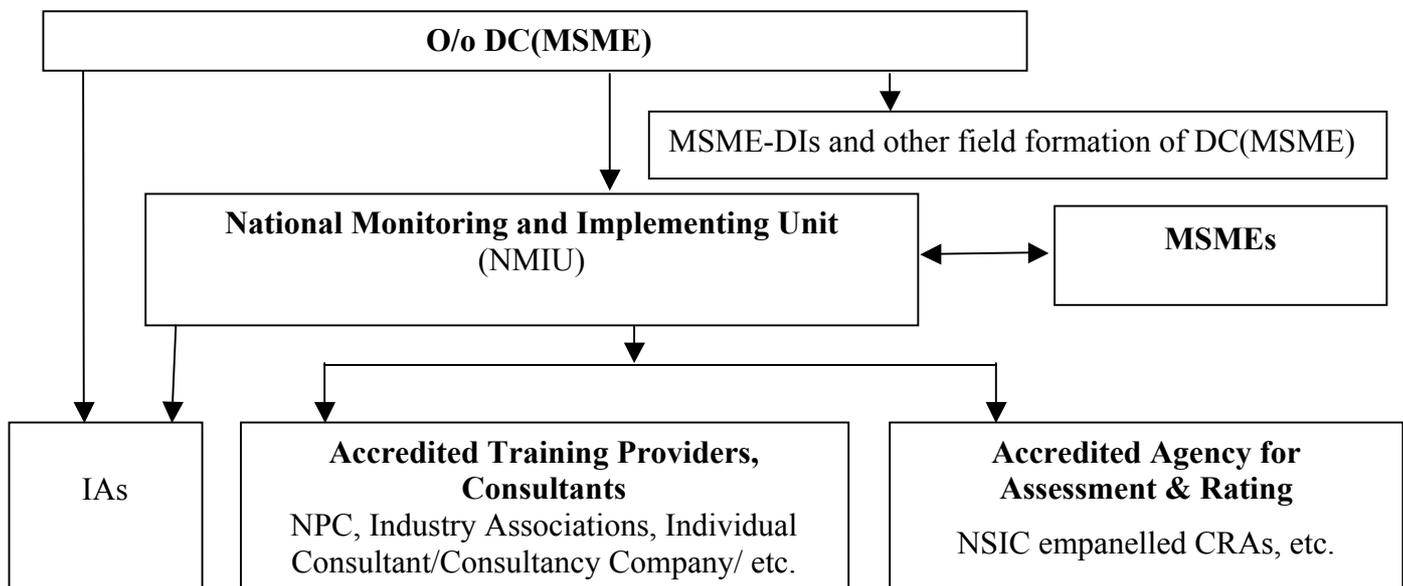 O/o DC(MSME)
MSME-DIs and other field formation of DC(MSME)
National Monitoring and Implementing Unit
(NMIU)
MSMEs
IAs
Accredited Training Providers,
Consultants
NPC, Industry Associations, Individual
Consultant/Consultancy Company/ etc.
Accredited Agency for
Assessment & Rating
NSIC empanelled CRAs, etc.